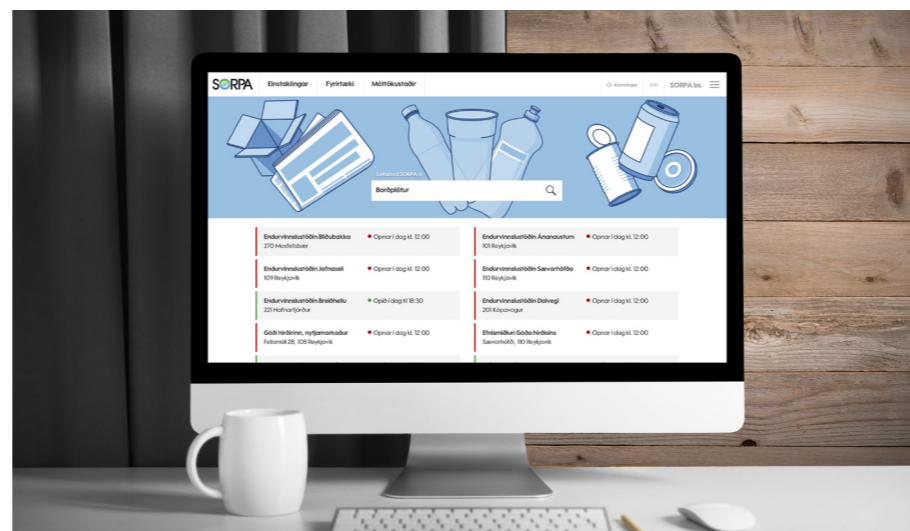 SORPA Einstaklingar Fyrirtæki Móttökustaðir ENG SORPA bs.
Borðplötur
Endurvinnslustöðin Blíðubakka
270 Mosfellsbær
Opnar í dag kl. 12:00
Endurvinnslustöðin Ánanaustum
101 Reykjavík
Opnar í dag kl. 12:00
Endurvinnslustöðin Jafnaseli
109 Reykjavík
Opnar í dag kl. 12:00
Endurvinnslustöðin Sævarhöfða
110 Reykjavík
Opnar í dag kl. 12:00
Endurvinnslustöðin Breiðhellu
221 Hafnarfjörður
Opið í dag til 18:30
Endurvinnslustöðin Dalvegi
201 Kópavogur
Opnar í dag kl. 12:00
Góði hirðirinn, nytjamarkaður
Fellsmúli 28, 108 Reykjavík
Opnar í dag kl. 12:00
Efnismiðlun Góða hirðisins
Sævarhöfði, 110 Reykjavík
Opnar í dag kl. 12:00